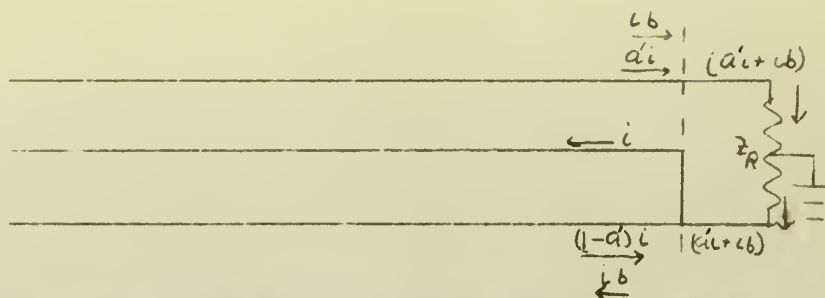 ib
a'i
(a'i + ib)
i
Z_R
(1-a')i
(a'i + ib)
ib